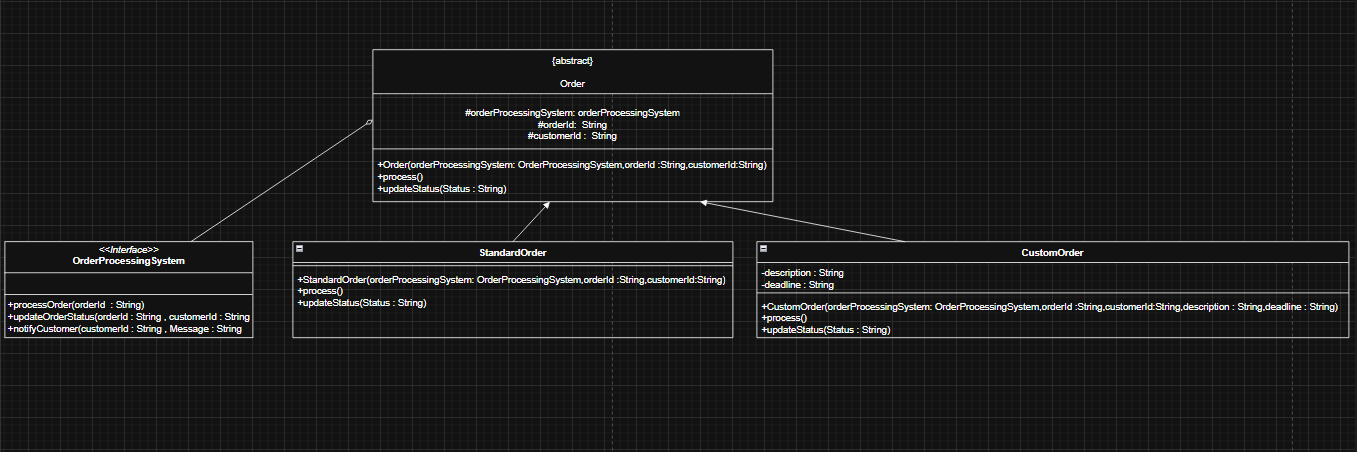 {abstract}
Order
#orderProcessingSystem: orderProcessingSystem
#orderId:  String
#customerId :  String
+Order(orderProcessingSystem: OrderProcessingSystem,orderId :String,customerId:String)
+process()
+updateStatus(Status : String)
<<Interface>>
OrderProcessingSystem
+processOrder(orderId  : String)
+updateOrderStatus(orderId : String , customerId : String
+notifyCustomer(customerId : String , Message : String
StandardOrder
+StandardOrder(orderProcessingSystem: OrderProcessingSystem,orderId :String,customerId:String)
+process()
+updateStatus(Status : String)
CustomOrder
-description : String
-deadline : String
+CustomOrder(orderProcessingSystem: OrderProcessingSystem,orderId :String,customerId:String,description : String,deadline : String)
+process()
+updateStatus(Status : String)